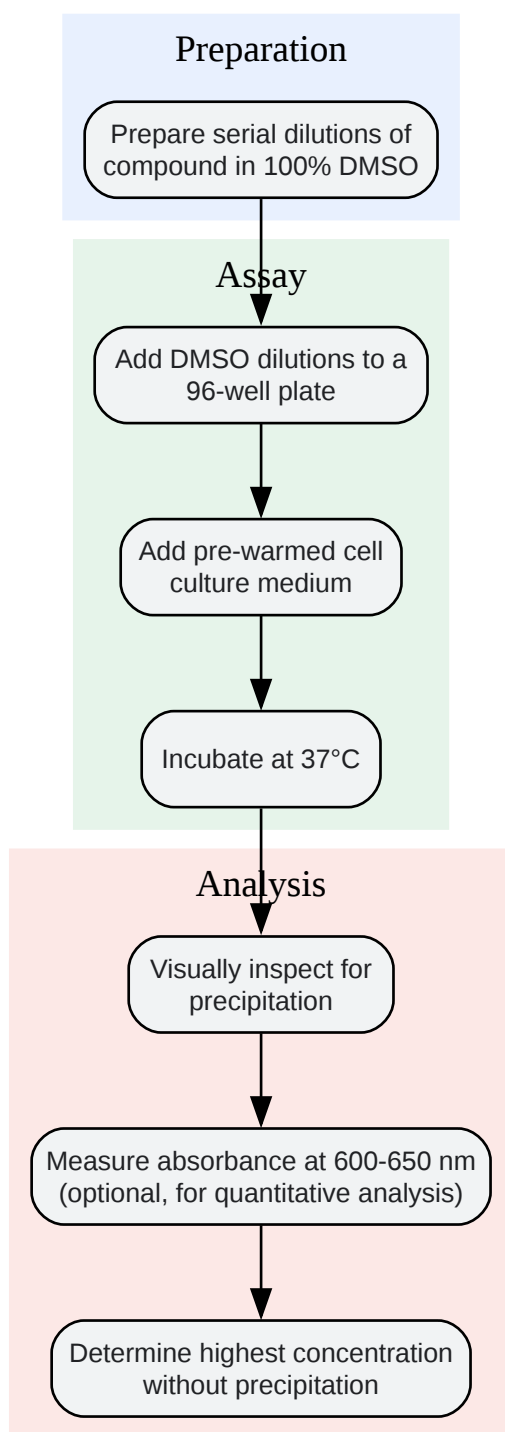 Preparation
Prepare serial dilutions of
compound in 100% DMSO
Assay
Add DMSO dilutions to a
96-well plate
Add pre-warmed cell
culture medium
Incubate at 37°C
Analysis
Visually inspect for
precipitation
Measure absorbance at 600-650 nm
(optional, for quantitative analysis)
Determine highest concentration
without precipitation